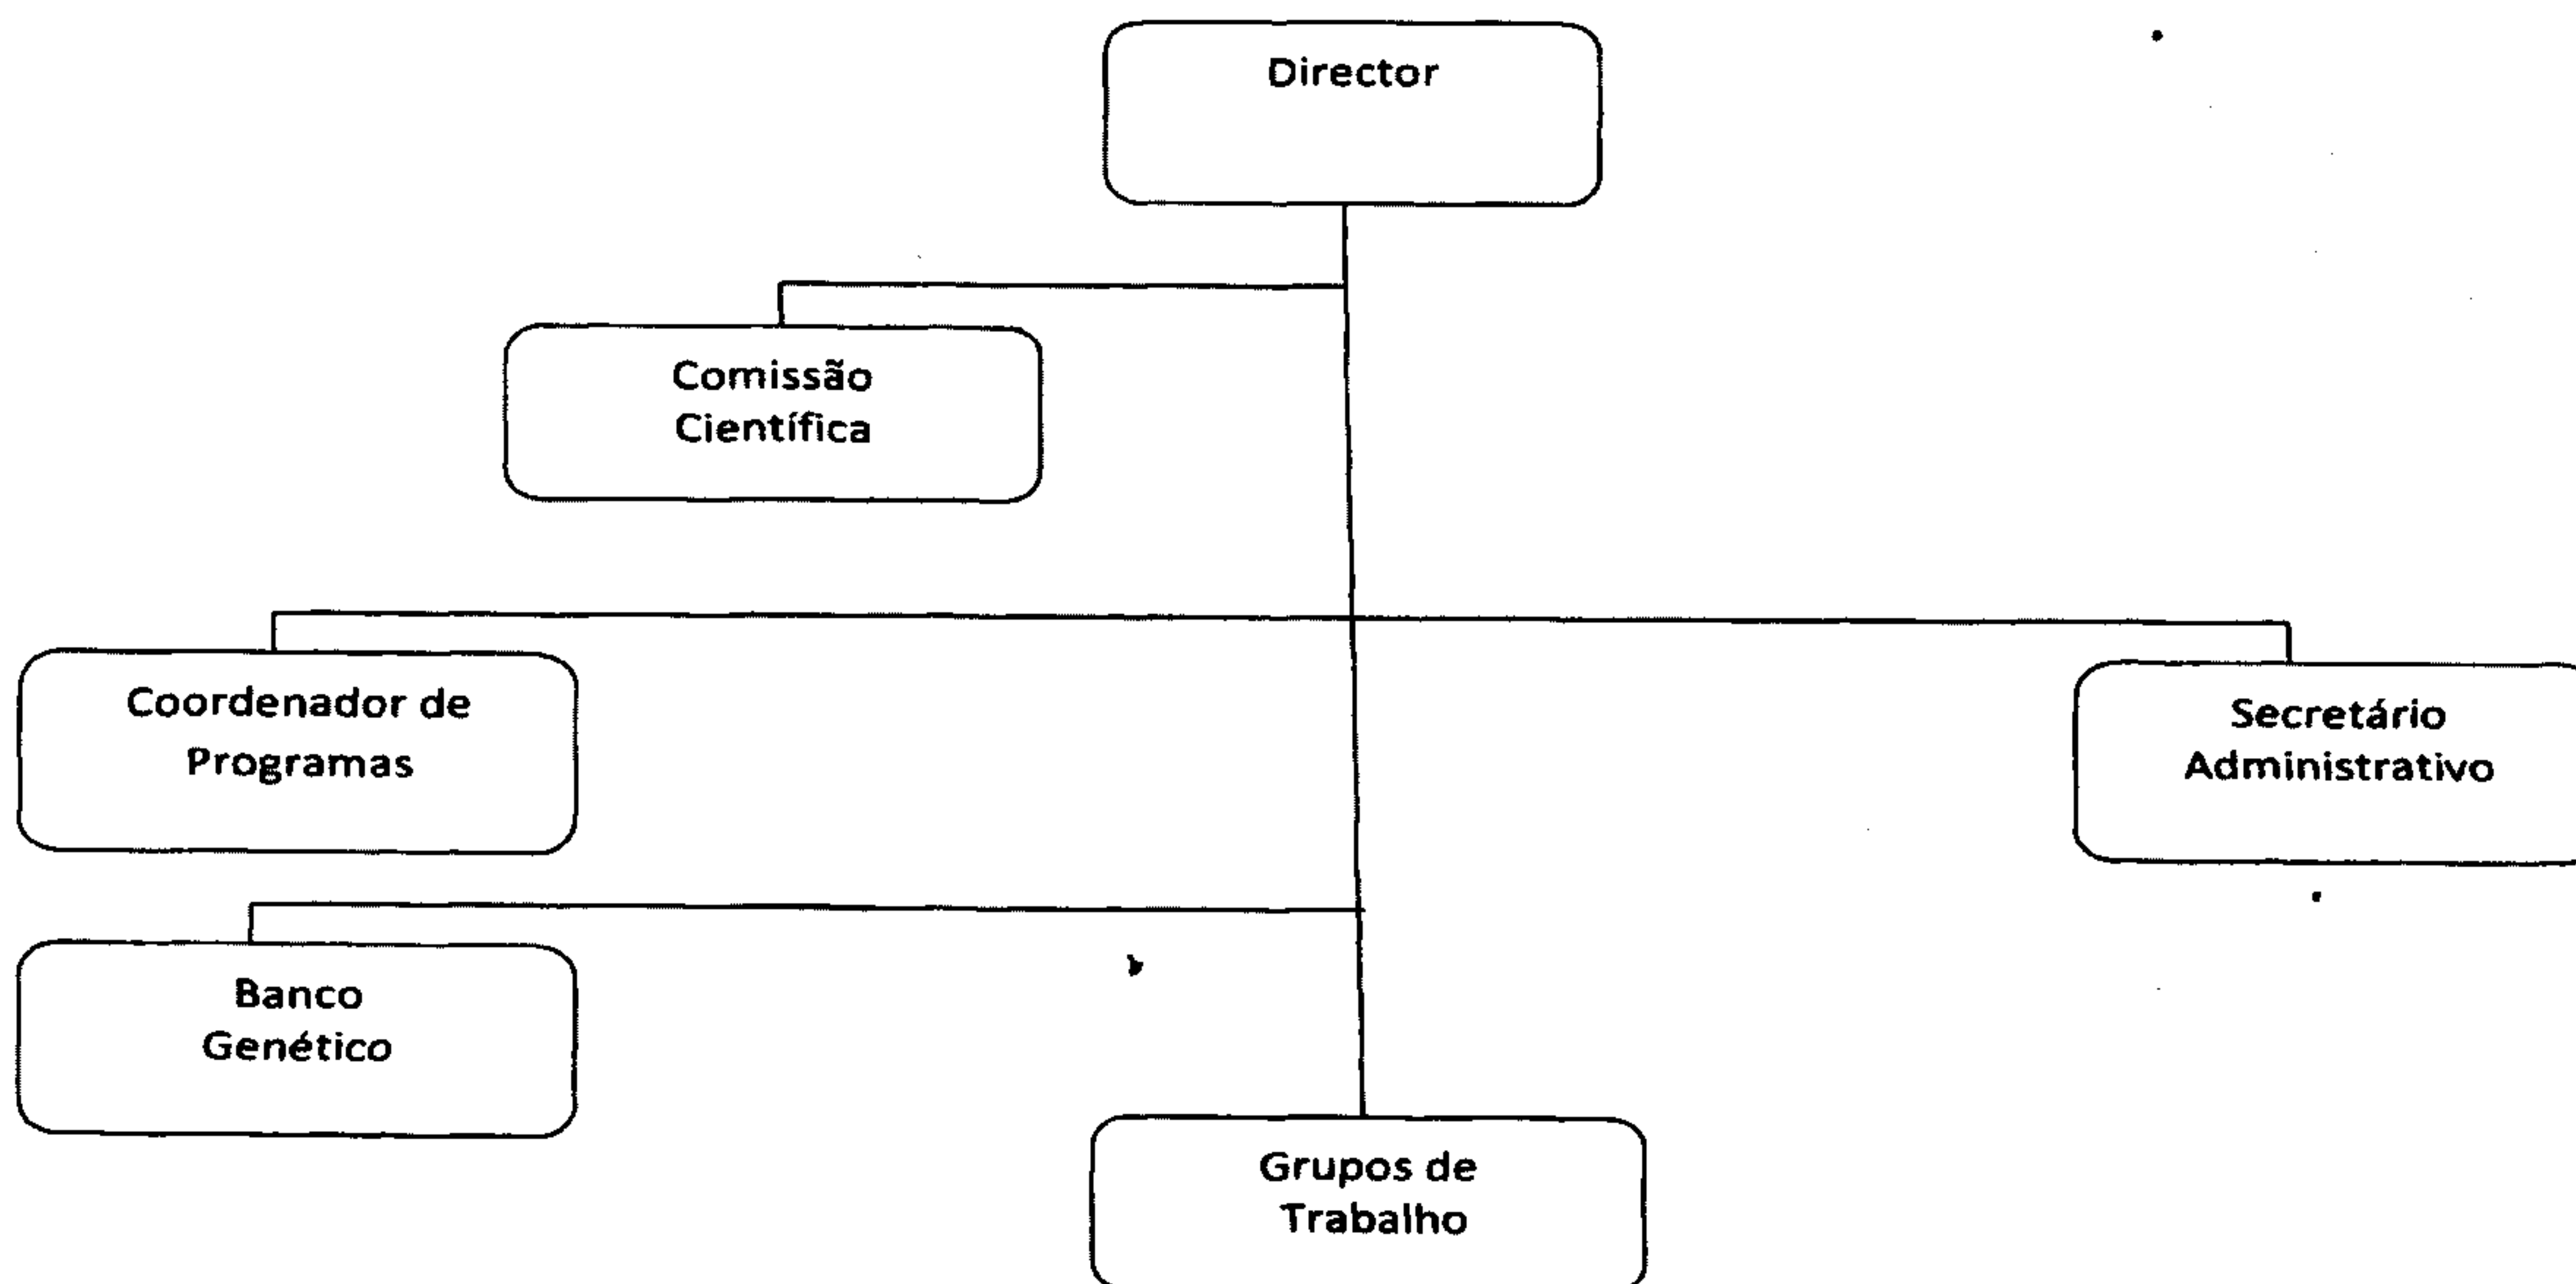 Director
Comissão
Científica
Coordenador de
Programas
Secretário
Administrativo
Banco
Genético
Grupos de
Trabalho